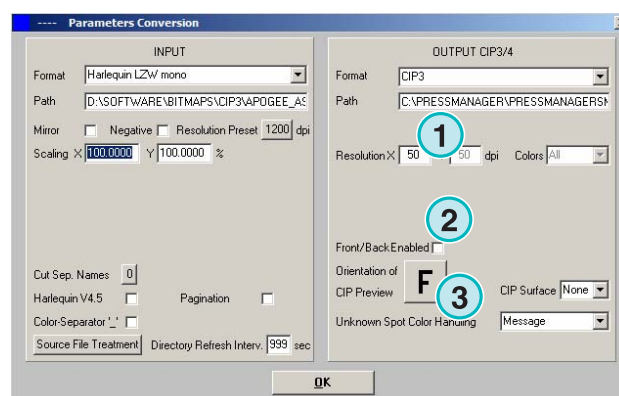 ---- Parameters Conversion
INPUT
Format Harlequin LZW mono
Path D:\SOFTWARE\BITMAPS\CIP3\APOGEE_AS
Mirror Negative Resolution Preset 1200 dpi
Scaling X 100.0000 Y 100.0000 %
Cut Sep. Names 0
Harlequin V4.5 Pagination
Color-Separator '_'
Source File Treatment Directory Refresh Interv. 999 sec
OUTPUT CIP3/4
Format CIP3
Path C:\PRESSMANAGER\PRESSMANAGERSM
1
Resolution X 50 50 dpi Colors All
2
Front/Back Enabled
Orientation of
CIP Preview F 3 CIP Surface None
Unknown Spot Color Handling Message
OK